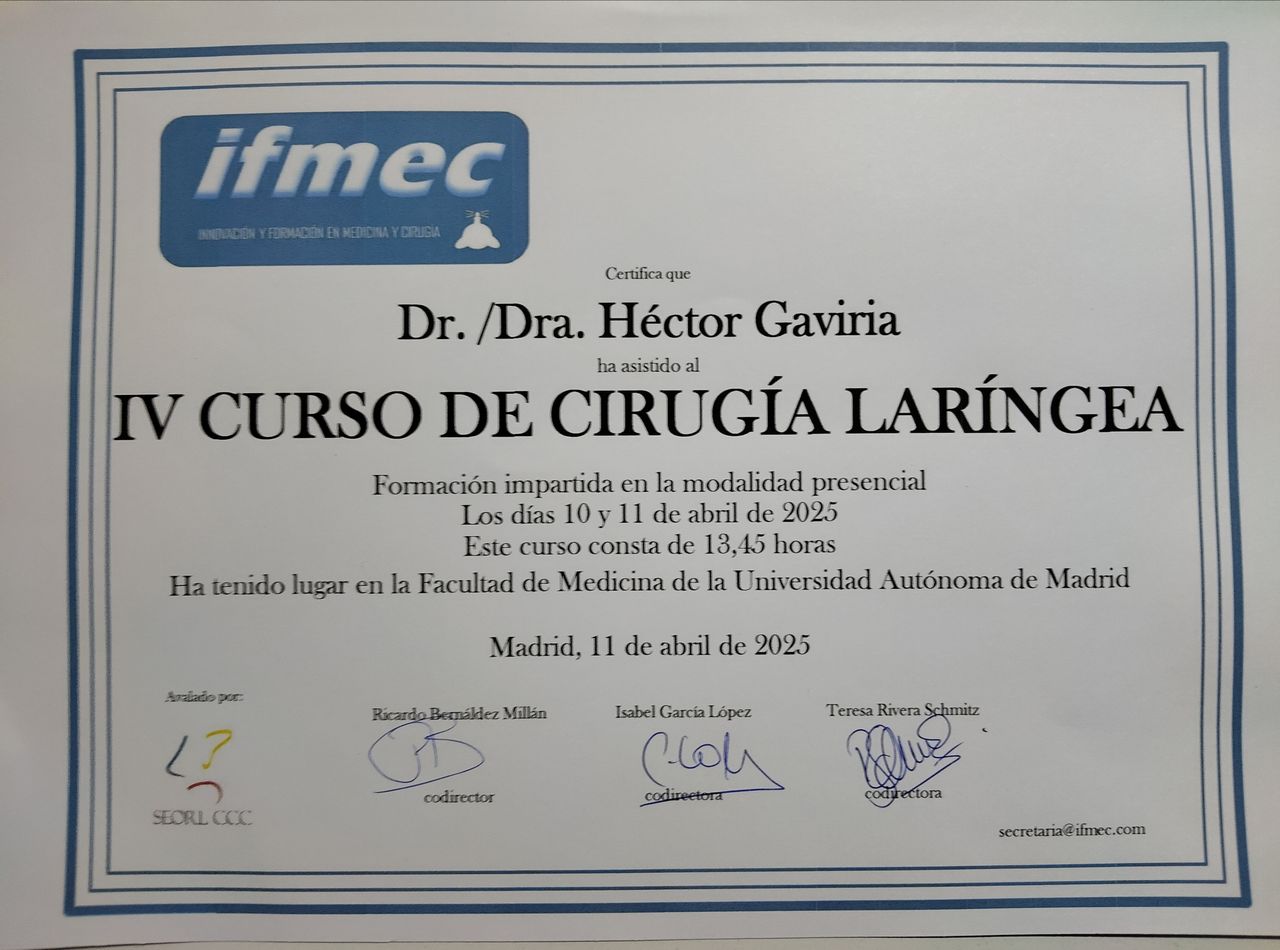 ifmec
INNOVACIÓN Y FORMACIÓN EN MEDICINA Y CIRUGÍA
Certifica que
Dr. /Dra. Héctor Gaviria
ha asistido al
IV CURSO DE CIRUGÍA LARÍNGEA
Formación impartida en la modalidad presencial
Los días 10 y 11 de abril de 2025
Este curso consta de 13,45 horas
Ha tenido lugar en la Facultad de Medicina de la Universidad Autónoma de Madrid
Madrid, 11 de abril de 2025
Avalado por:
SEORL CCC
Ricardo Bernáldez Millán
codirector
Isabel García López
codirectora
Teresa Rivera Schmitz
codirectora
secretaria@ifmec.com